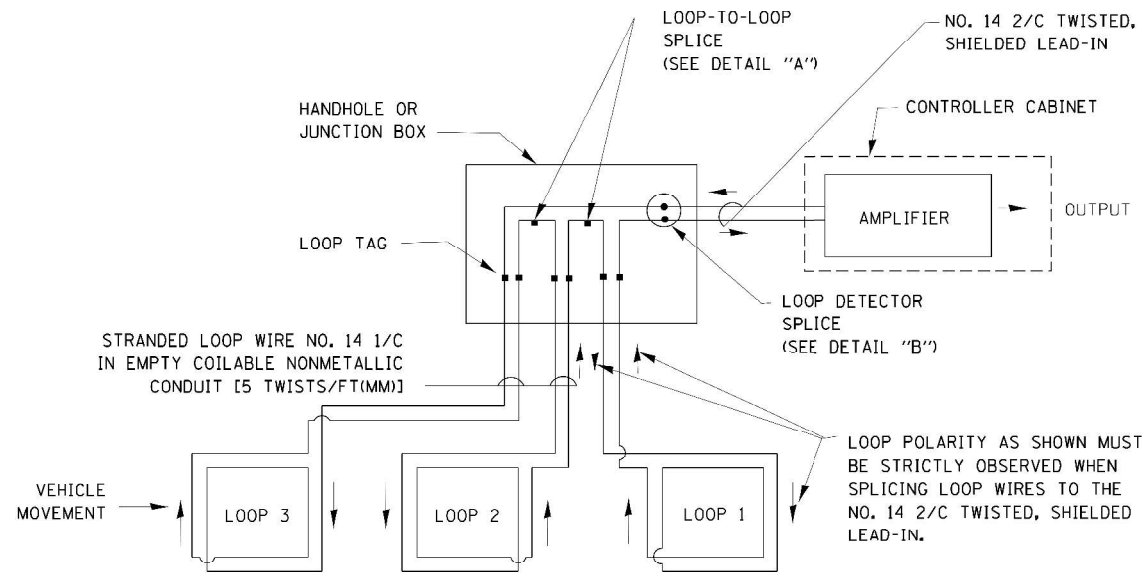 LOOP-TO-LOOP
SPLICE
(SEE DETAIL "A")
NO. 14 2/C TWISTED,
SHIELDED LEAD-IN
HANDHOLE OR
JUNCTION BOX
CONTROLLER CABINET
AMPLIFIER
OUTPUT
LOOP TAG
LOOP DETECTOR
SPLICE
(SEE DETAIL "B")
STRANDED LOOP WIRE NO. 14 1/C
IN EMPTY COILABLE NONMETALLIC
CONDUIT [5 TWISTS/FT(MM)]
LOOP POLARITY AS SHOWN MUST
BE STRICTLY OBSERVED WHEN
SPLICING LOOP WIRES TO THE
NO. 14 2/C TWISTED, SHIELDED
LEAD-IN.
VEHICLE
MOVEMENT
LOOP 3
LOOP 2
LOOP 1